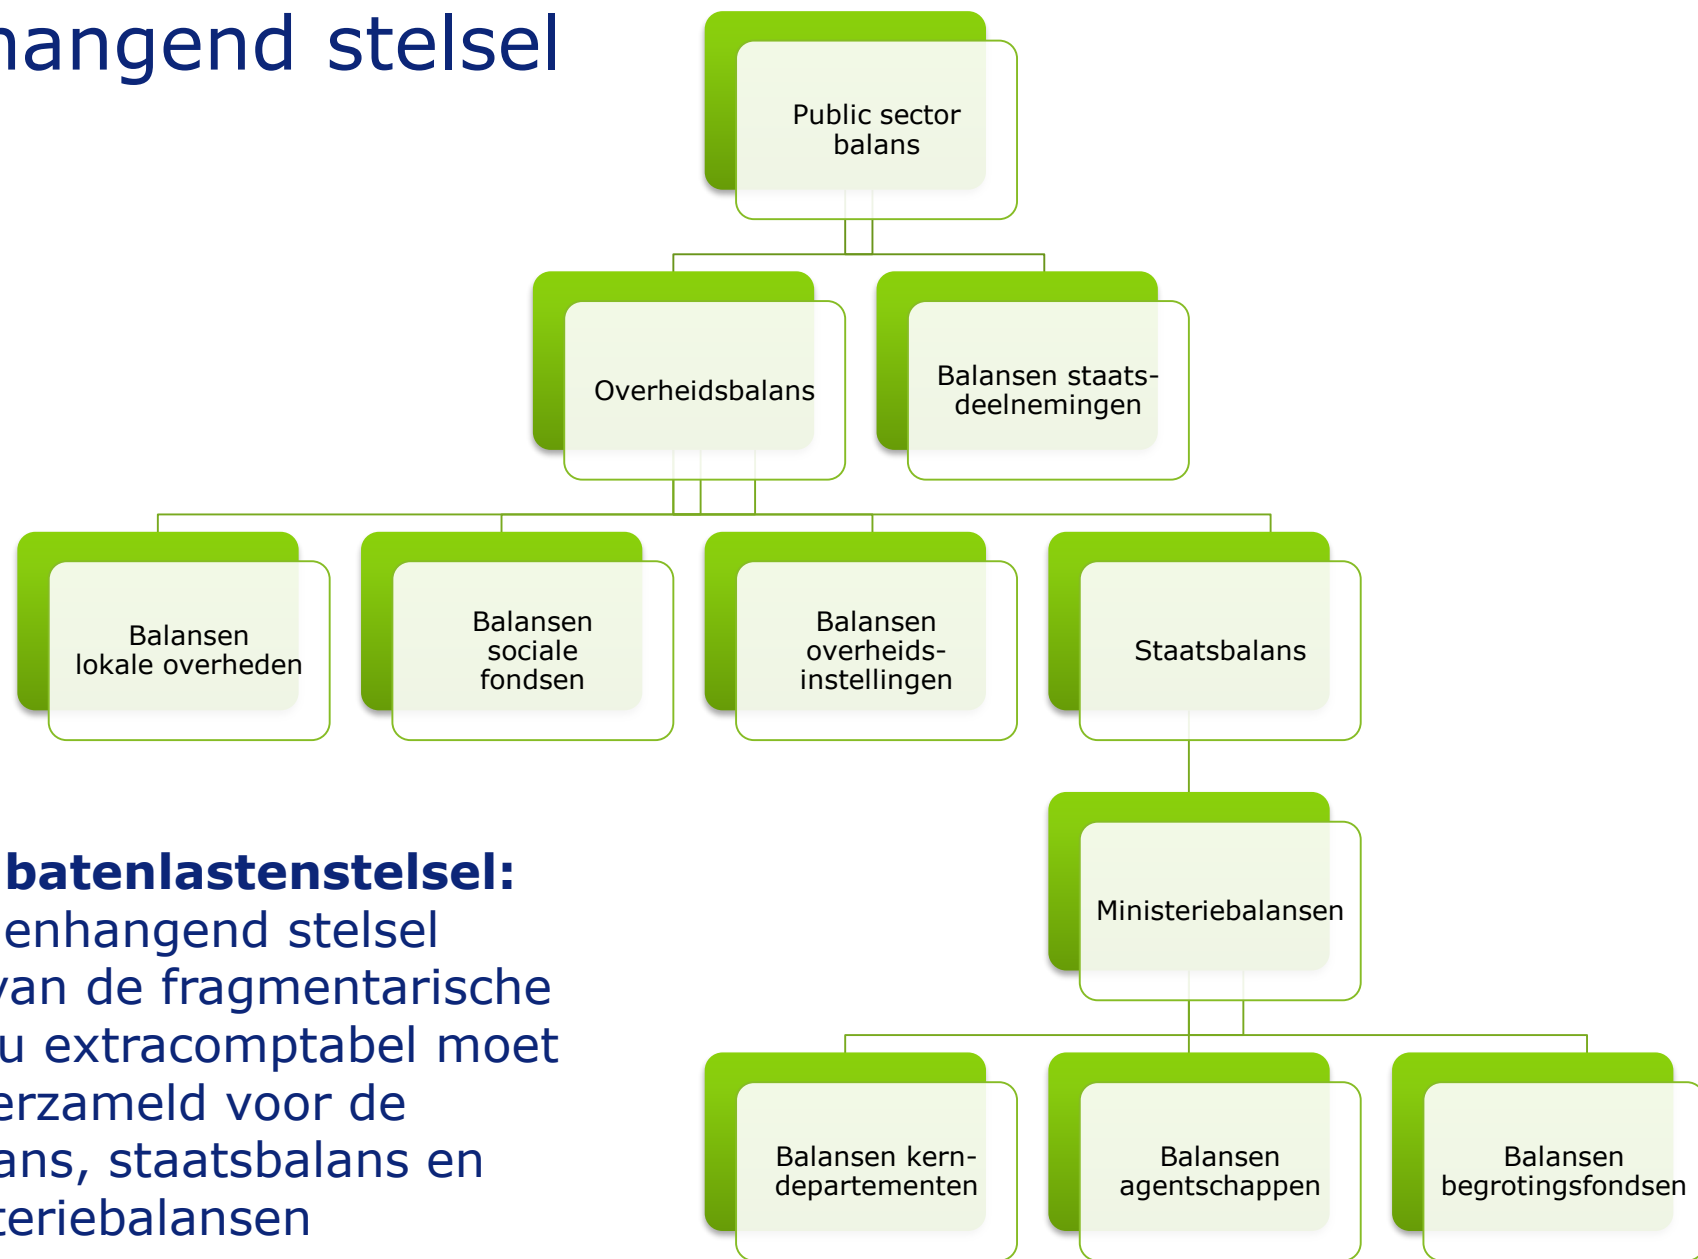 hangend stelsel
Public sector
balans
Overheidsbalans
Balansen staats-
deelnemingen
Balansen
lokale overheden
Balansen
sociale
fondsen
Balansen
overheids-
instellingen
Staatsbalans
Ministeriebalansen
Balansen kern-
departementen
Balansen
agentschappen
Balansen
begrotingsfondsen
batenlastenstelsel:
enhangend stelsel
van de fragmentarische
u extracomptabel moet
erzameld voor de
ans, staatsbalans en
teriebalansen